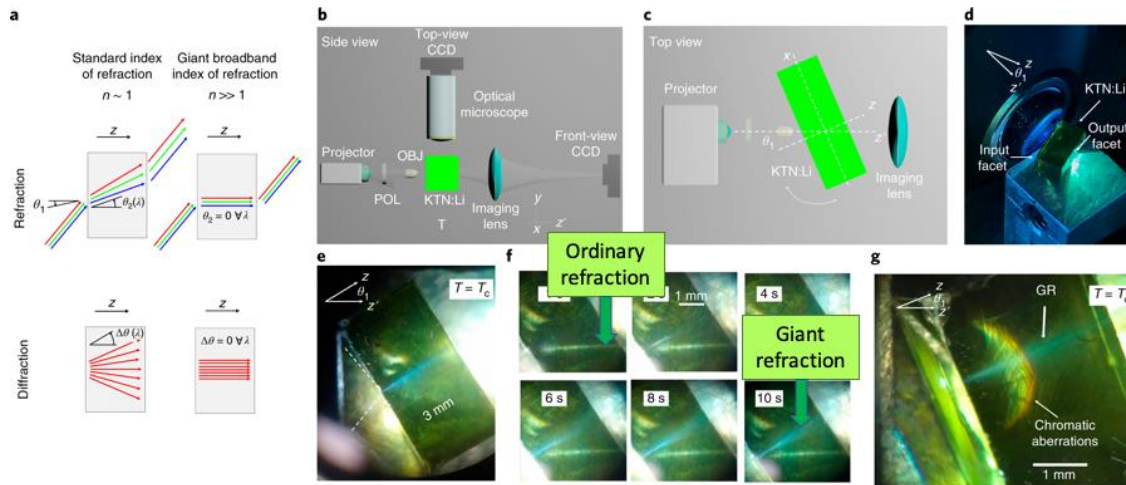 a
Standard index
of refraction
n ~ 1
Giant broadband
index of refraction
n >> 1
z
z
Refraction
θ1
θ2(λ)
θ2 = 0 ∀ λ
z
z
Diffraction
Δθ (λ)
Δθ = 0 ∀ λ
b
Side view
Top-view
CCD
Optical
microscope
Projector
OBJ
POL
KTN:Li
T
Imaging
lens
Front-view
CCD
y
x
z′
c
Top view
Projector
x
z
z′
θ1
KTN:Li
Imaging
lens
d
z
θ1
z′
KTN:Li
Output
facet
Input
facet
e
z
θ1
z′
T = Tc
3 mm
f
Ordinary
refraction
1 mm
4 s
Giant
refraction
6 s
8 s
10 s
g
z
θ1
z′
GR
Chromatic
aberrations
1 mm